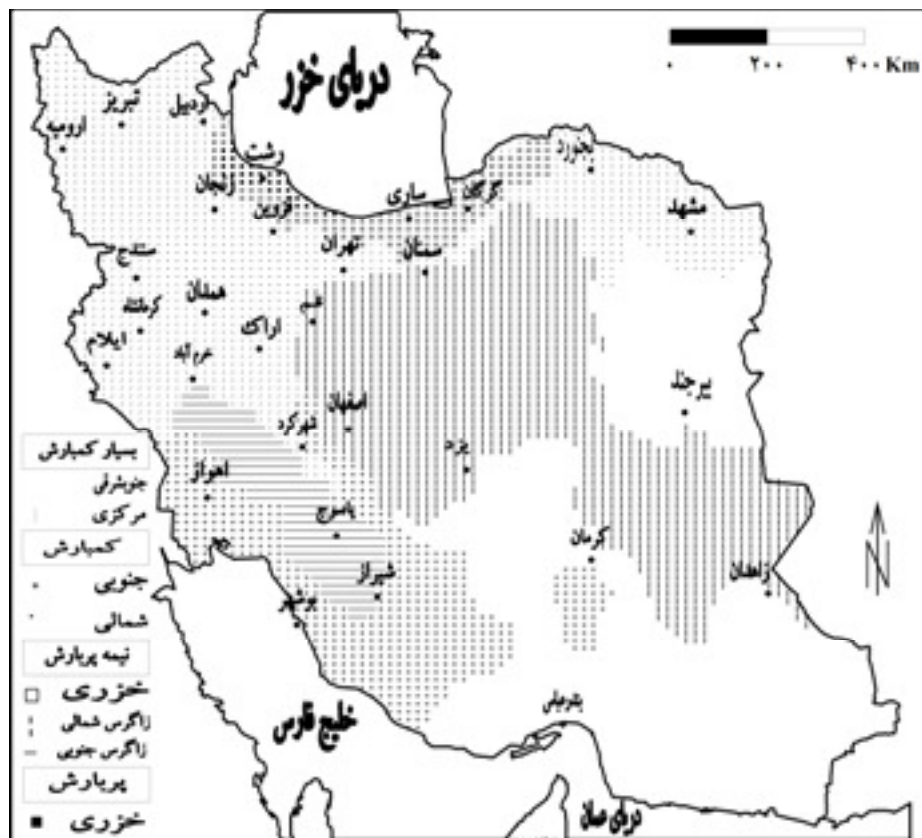 دریای خزر
۰ ۲۰۰ ۴۰۰ Km
تبریز
اردبیل
ارومیه
رشت
بجنورد
زنجان
گرگان
ساری
قزوین
مشهد
تهران
سمنان
سنندج
همدان
قم
کرمانشاه
اراک
ایلام
خرم آباد
بیرجند
اصفهان
شهرکرد
یزد
اهواز
یاسوج
کرمان
زاهدان
شیراز
بوشهر
بندرعباس
خلیج فارس
دریای عمان
N
بسیار کمبارش
جنوبشرقی
مرکزی
کمبارش
جنوبی
شمالی
نیمه پربارش
خزری
زاگرس شمالی
زاگرس جنوبی
پربارش
خزری